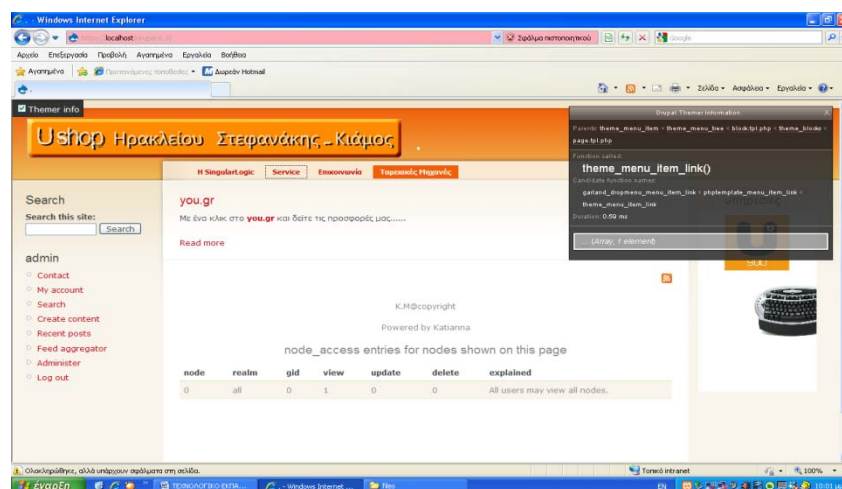 . - Windows Internet Explorer
localhost
Σφάλμα πιστοποιητικού
Google
Αρχείο Επεξεργασία Προβολή Αγαπημένα Εργαλεία Βοήθεια
Αγαπημένα Δωρεάν Hotmail
Σελίδα Ασφάλεια Εργαλεία
Themer info
Drupal Themer Information X
Parents: theme_menu_item < theme_menu_tree < block.tpl.php < theme_blocks <
page.tpl.php
Function called:
theme_menu_item_link()
Candidate function names:
garland_dropmenu_menu_item_link < phptemplate_menu_item_link <
theme_menu_item_link
Duration: 0.69 ms
... (Array, 1 element)
Ushop Ηρακλείου Στεφανάκης - Κιάμος
Η SingularLogic Service Επικοινωνία Ταμειακές Μηχανές
Search
Search this site:
Search
admin
Contact
My account
Search
Create content
Recent posts
Feed aggregator
Administer
Log out
you.gr
Με ένα κλικ στο you.gr και δείτε τις προσφορές μας......
Read more
K.M@copyright
Powered by Katianna
node_access entries for nodes shown on this page
node realm gid view update delete explained
0 all 0 1 0 0 All users may view all nodes.
Ολοκληρώθηκε, αλλά υπάρχουν σφάλματα στη σελίδα.
Τοπικό intranet
100%
έναρξη
. - Windows Internet ...
files
EN
10:01 μμ